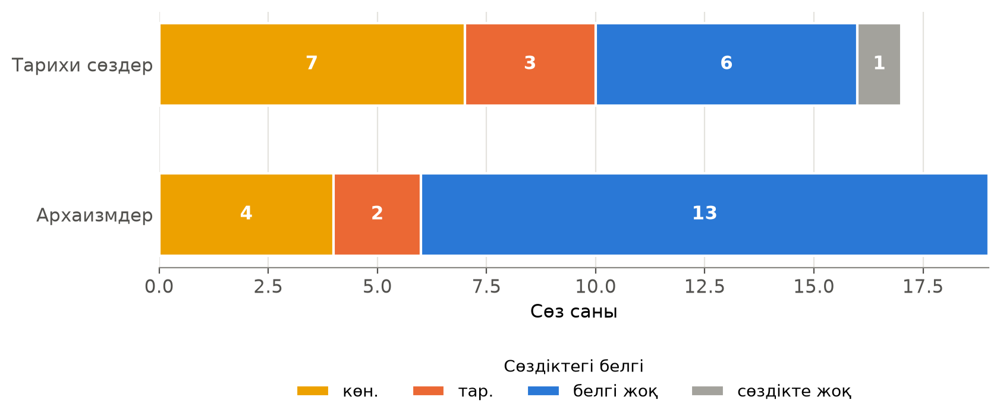 Тарихи сөздер
7 3 6 1
Архаизмдер
4 2 13
0.0 2.5 5.0 7.5 10.0 12.5 15.0 17.5
Сөз саны
Сөздіктегі белгі
көн. тар. белгі жоқ сөздікте жоқ